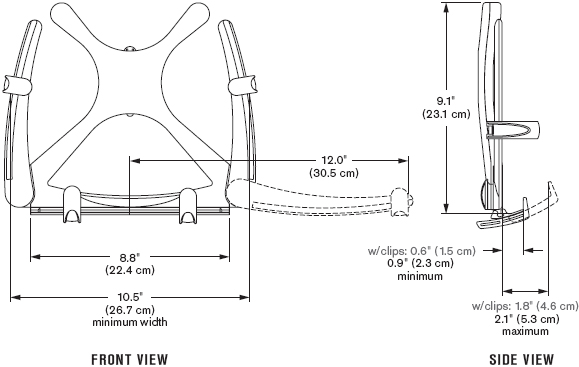 12.0"
(30.5 cm)
9.1"
(23.1 cm)
8.8"
(22.4 cm)
10.5"
(26.7 cm)
minimum width
w/clips: 0.6" (1.5 cm)
0.9" (2.3 cm)
minimum
w/clips: 1.8" (4.6 cm)
2.1" (5.3 cm)
maximum
FRONT VIEW
SIDE VIEW